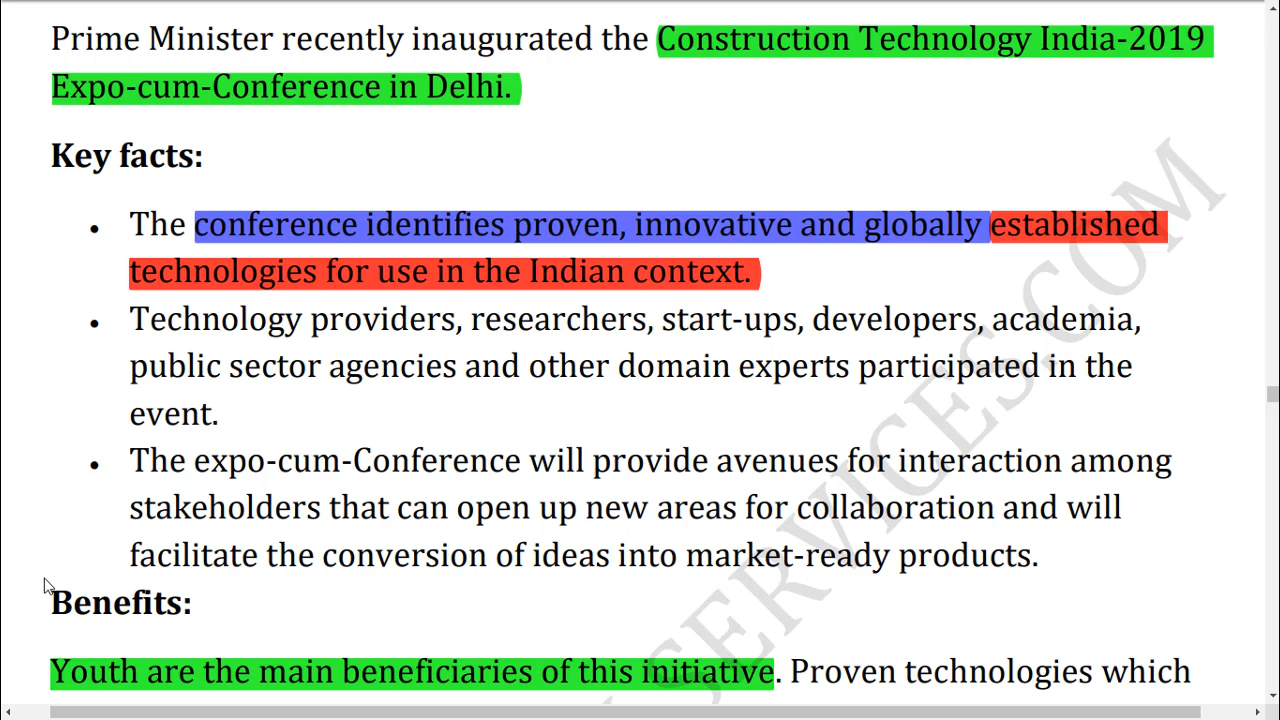 Prime Minister recently inaugurated the Construction Technology India-2019
Expo-cum-Conference in Delhi.
Key facts:
• The conference identifies proven, innovative and globally established
technologies for use in the Indian context.
• Technology providers, researchers, start-ups, developers, academia,
public sector agencies and other domain experts participated in the
event.
• The expo-cum-Conference will provide avenues for interaction among
stakeholders that can open up new areas for collaboration and will
facilitate the conversion of ideas into market-ready products.
Benefits:
Youth are the main beneficiaries of this initiative. Proven technologies which
SERVICES.COM